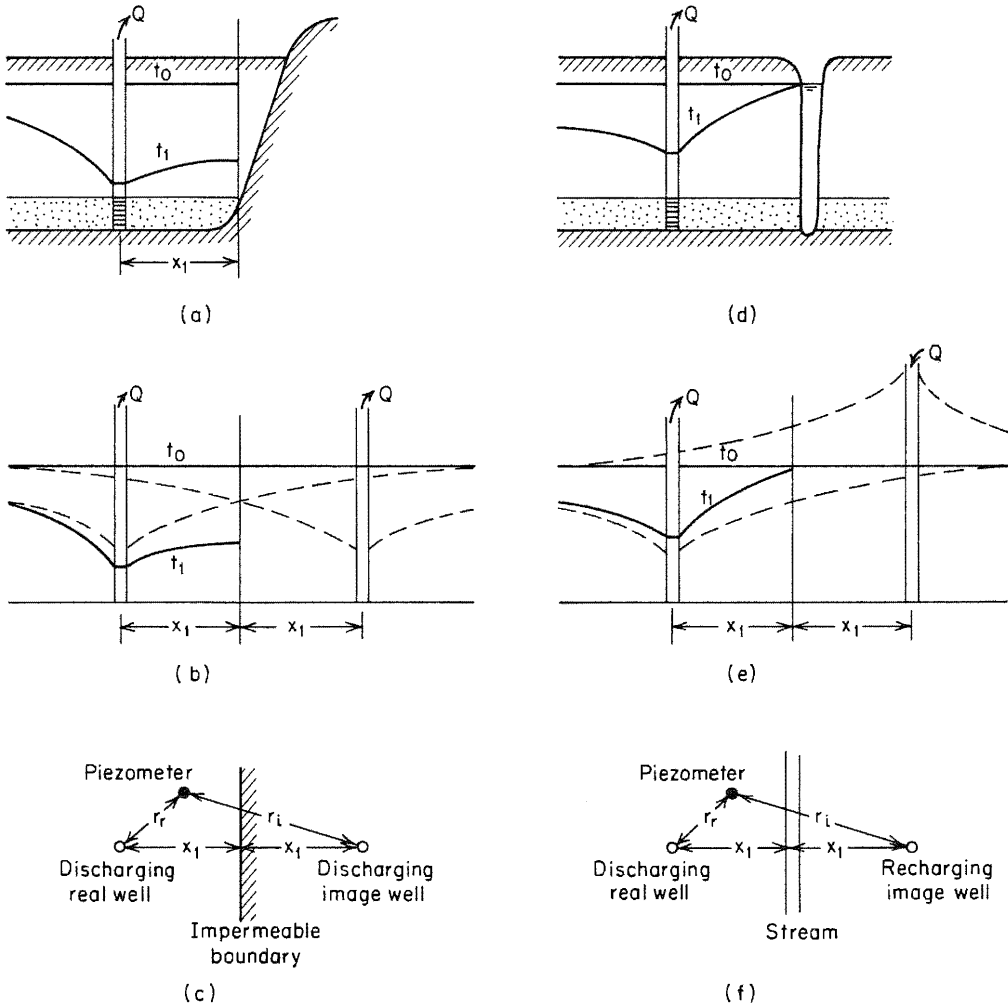 Q
t₀
t₁
x₁
(a)
Q
t₀
t₁
(d)
Q
Q
t₀
t₁
x₁
x₁
(b)
Q
Q
t₀
t₁
x₁
x₁
(e)
Piezometer
rᵣ
rᵢ
x₁
x₁
Discharging
real well
Discharging
image well
Impermeable
boundary
(c)
Piezometer
rᵣ
rᵢ
x₁
x₁
Discharging
real well
Recharging
image well
Stream
(f)